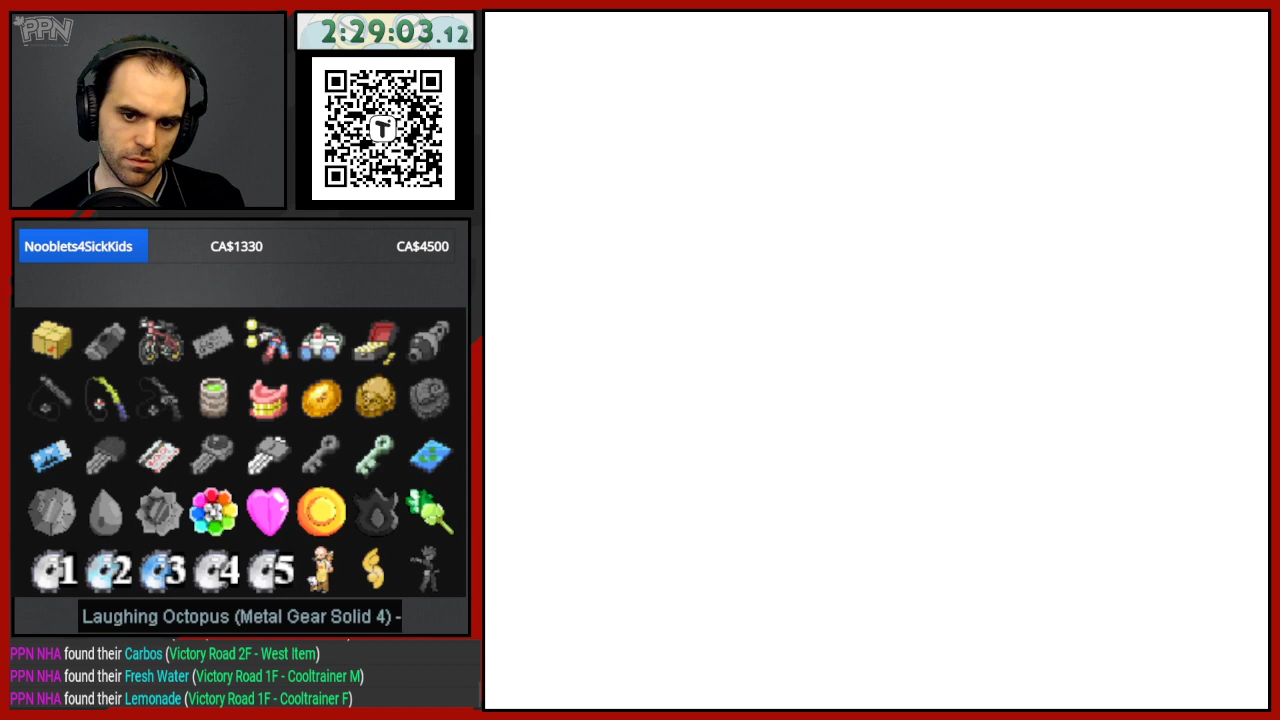 PPN
2:29:03.12
T
Nooblets4SickKids CA$1330 CA$4500
1 2 3 4 5
Laughing Octopus (Metal Gear Solid 4) -
PPN NHA found their Carbos (Victory Road 2F - West Item)
PPN NHA found their Fresh Water (Victory Road 1F - Cooltrainer M)
PPN NHA found their Lemonade (Victory Road 1F - Cooltrainer F)